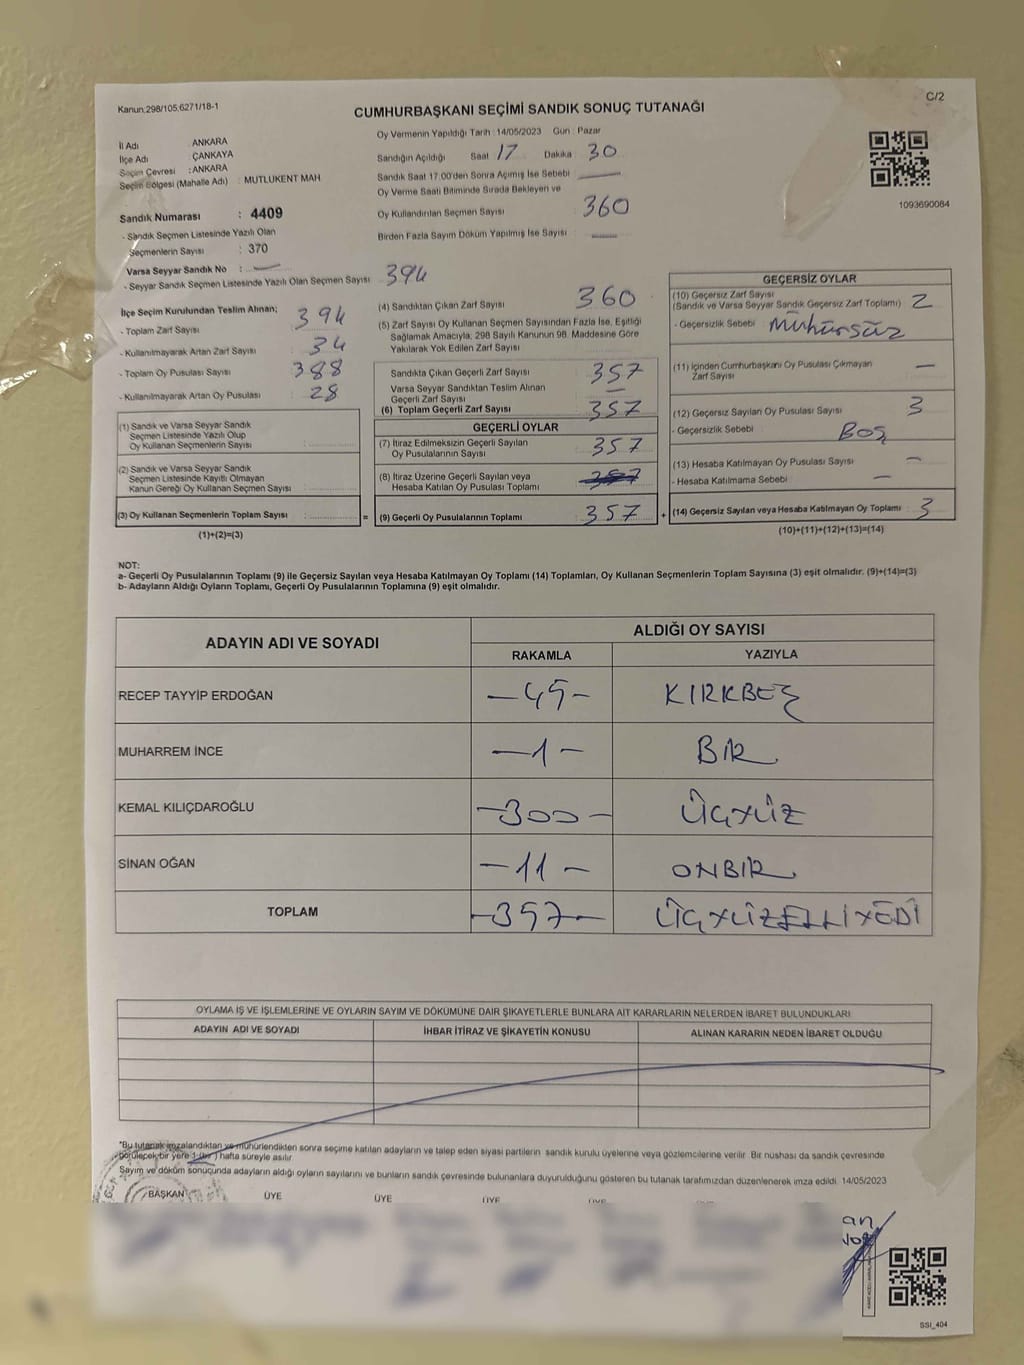 Kanun:298/105;6271/18-1
C/2
CUMHURBAŞKANI SEÇİMİ SANDIK SONUÇ TUTANAĞI
İl Adı : ANKARA
İlçe Adı : ÇANKAYA
Seçim Çevresi : ANKARA
Seçim Bölgesi (Mahalle Adı) : MUTLUKENT MAH
Sandık Numarası : 4409
- Sandık Seçmen Listesinde Yazılı Olan
Seçmenlerin Sayısı : 370
Varsa Seyyar Sandık No : —
- Seyyar Sandık Seçmen Listesinde Yazılı Olan Seçmen Sayısı 394
Oy Vermenin Yapıldığı Tarih : 14/05/2023 Gün : Pazar
Sandığın Açıldığı Saat 17 Dakika 30
Sandık Saat 17.00'den Sonra Açılmış İse Sebebi —
Oy Verme Saati Bitiminde Sırada Bekleyen ve
Oy Kullandırılan Seçmen Sayısı 360
Birden Fazla Sayım Döküm Yapılmış İse Sayısı —
1093690084
İlçe Seçim Kurulundan Teslim Alınan;
- Toplam Zarf Sayısı 394
- Kullanılmayarak Artan Zarf Sayısı 34
- Toplam Oy Pusulası Sayısı 388
- Kullanılmayarak Artan Oy Pusulası 28
(1) Sandık ve Varsa Seyyar Sandık
Seçmen Listesinde Yazılı Olup
Oy Kullanan Seçmenlerin Sayısı :
(2) Sandık ve Varsa Seyyar Sandık
Seçmen Listesinde Kayıtlı Olmayan
Kanun Gereği Oy Kullanan Seçmen Sayısı :
(3) Oy Kullanan Seçmenlerin Toplam Sayısı : =
(1)+(2)=(3)
(4) Sandıktan Çıkan Zarf Sayısı 360
(5) Zarf Sayısı Oy Kullanan Seçmen Sayısından Fazla İse, Eşitliği
Sağlamak Amacıyla; 298 Sayılı Kanunun 98. Maddesine Göre
Yakılarak Yok Edilen Zarf Sayısı
Sandıkta Çıkan Geçerli Zarf Sayısı 357
Varsa Seyyar Sandıktan Teslim Alınan
Geçerli Zarf Sayısı —
(6) Toplam Geçerli Zarf Sayısı 357
GEÇERLİ OYLAR
(7) İtiraz Edilmeksizin Geçerli Sayılan
Oy Pusulalarının Sayısı 357
(8) İtiraz Üzerine Geçerli Sayılan veya
Hesaba Katılan Oy Pusulası Toplamı
(9) Geçerli Oy Pusulalarının Toplamı 357 +
GEÇERSİZ OYLAR
(10) Geçersiz Zarf Sayısı
(Sandık ve Varsa Seyyar Sandık Geçersiz Zarf Toplamı) 2
- Geçersizlik Sebebi Mühürsüz
(11) İçinden Cumhurbaşkanı Oy Pusulası Çıkmayan
Zarf Sayısı —
(12) Geçersiz Sayılan Oy Pusulası Sayısı 3
- Geçersizlik Sebebi BOŞ
(13) Hesaba Katılmayan Oy Pusulası Sayısı —
- Hesaba Katılmama Sebebi —
(14) Geçersiz Sayılan veya Hesaba Katılmayan Oy Toplamı 3
(10)+(11)+(12)+(13)=(14)
NOT:
a- Geçerli Oy Pusulalarının Toplamı (9) ile Geçersiz Sayılan veya Hesaba Katılmayan Oy Toplamı (14) Toplamları, Oy Kullanan Seçmenlerin Toplam Sayısına (3) eşit olmalıdır. (9)+(14)=(3)
b- Adayların Aldığı Oyların Toplamı, Geçerli Oy Pusulalarının Toplamına (9) eşit olmalıdır.
ADAYIN ADI VE SOYADI
ALDIĞI OY SAYISI
RAKAMLA YAZIYLA
RECEP TAYYİP ERDOĞAN —45— KIRKBEŞ
MUHARREM İNCE —1— BİR
KEMAL KILIÇDAROĞLU —300— ÜÇYÜZ
SİNAN OĞAN —11— ONBİR
TOPLAM —357— ÜÇYÜZELLİYEDİ
OYLAMA İŞ VE İŞLEMLERİNE VE OYLARIN SAYIM VE DÖKÜMÜNE DAİR ŞİKAYETLERLE BUNLARA AİT KARARLARIN NELERDEN İBARET BULUNDUKLARI
ADAYIN ADI VE SOYADI İHBAR İTİRAZ VE ŞİKAYETİN KONUSU ALINAN KARARIN NEDEN İBARET OLDUĞU
*Bu tutanak imzalandıktan ve mühürlendikten sonra seçime katılan adayların ve talep eden siyasi partilerin sandık kurulu üyelerine veya gözlemcilerine verilir. Bir nüshası da sandık çevresinde
görülecek bir yere 1 (bir) hafta süreyle asılır.
Sayım ve döküm sonucunda adayların aldığı oyların sayılarını ve bunların sandık çevresinde bulunanlara duyurulduğunu gösteren bu tutanak tarafımızdan düzenlenerek imza edildi. 14/05/2023
BAŞKAN ÜYE ÜYE ÜYE ÜYE
SSI_404